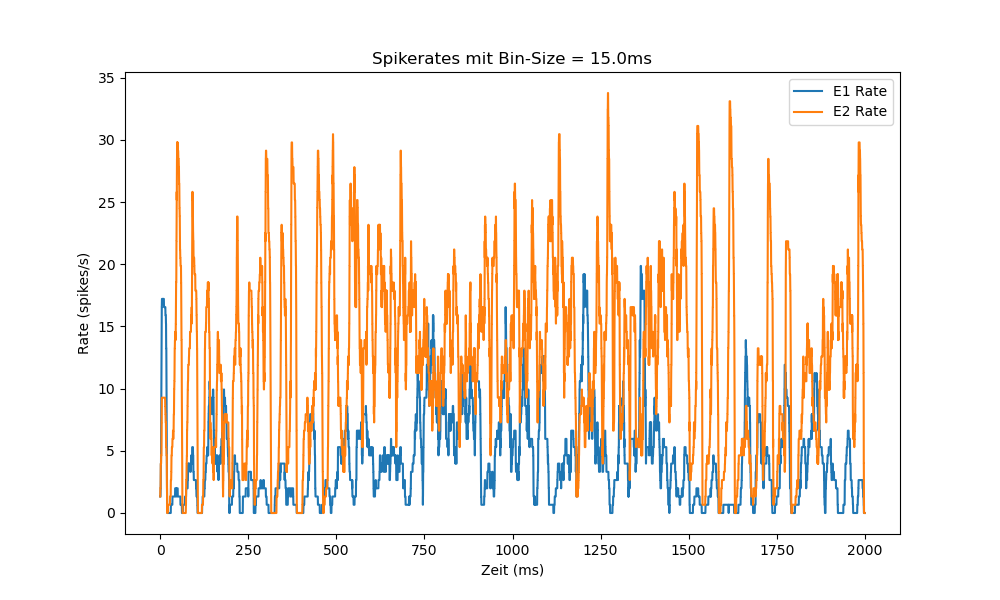 Spikerates mit Bin-Size = 15.0ms
E1 Rate
E2 Rate
35
30
25
20
15
10
5
0
Rate (spikes/s)
0 250 500 750 1000 1250 1500 1750 2000
Zeit (ms)